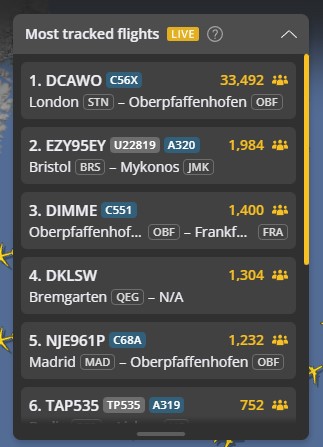 Most tracked flights LIVE ?
1. DCAWO C56X 33,492
London STN – Oberpfaffenhofen OBF
2. EZY95EY U22819 A320 1,984
Bristol BRS – Mykonos JMK
3. DIMME C551 1,400
Oberpfaffenhof... OBF – Frankf... FRA
4. DKLSW 1,304
Bremgarten QEG – N/A
5. NJE961P C68A 1,232
Madrid MAD – Oberpfaffenhofen OBF
6. TAP535 TP535 A319 752